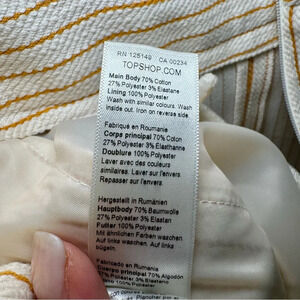 RN 125149 CA 00234
TOPSHOP.COM
Main Body 70% Cotton
27% Polyester 3% Elastane
Lining 100% Polyester
Wash with similar colours. Wash
inside out. Iron on reverse side.
Fabriqué en Roumanie
Corps principal 70% Coton
27% Polyester 3% Elasthanne
Doublure 100% Polyester
Laver avec des couleurs
similaires. Laver sur l'envers.
Repasser sur l'envers.
Hergestellt in Rumänien
Hauptbody 70% Baumwolle
27% Polyester 3% Elastan
Futter 100% Polyester
Mit ähnlichen Farben waschen.
Auf links waschen. Auf links
bügeln.
Fabricado en Rumanía
Cuerpo principal 70% Algodón